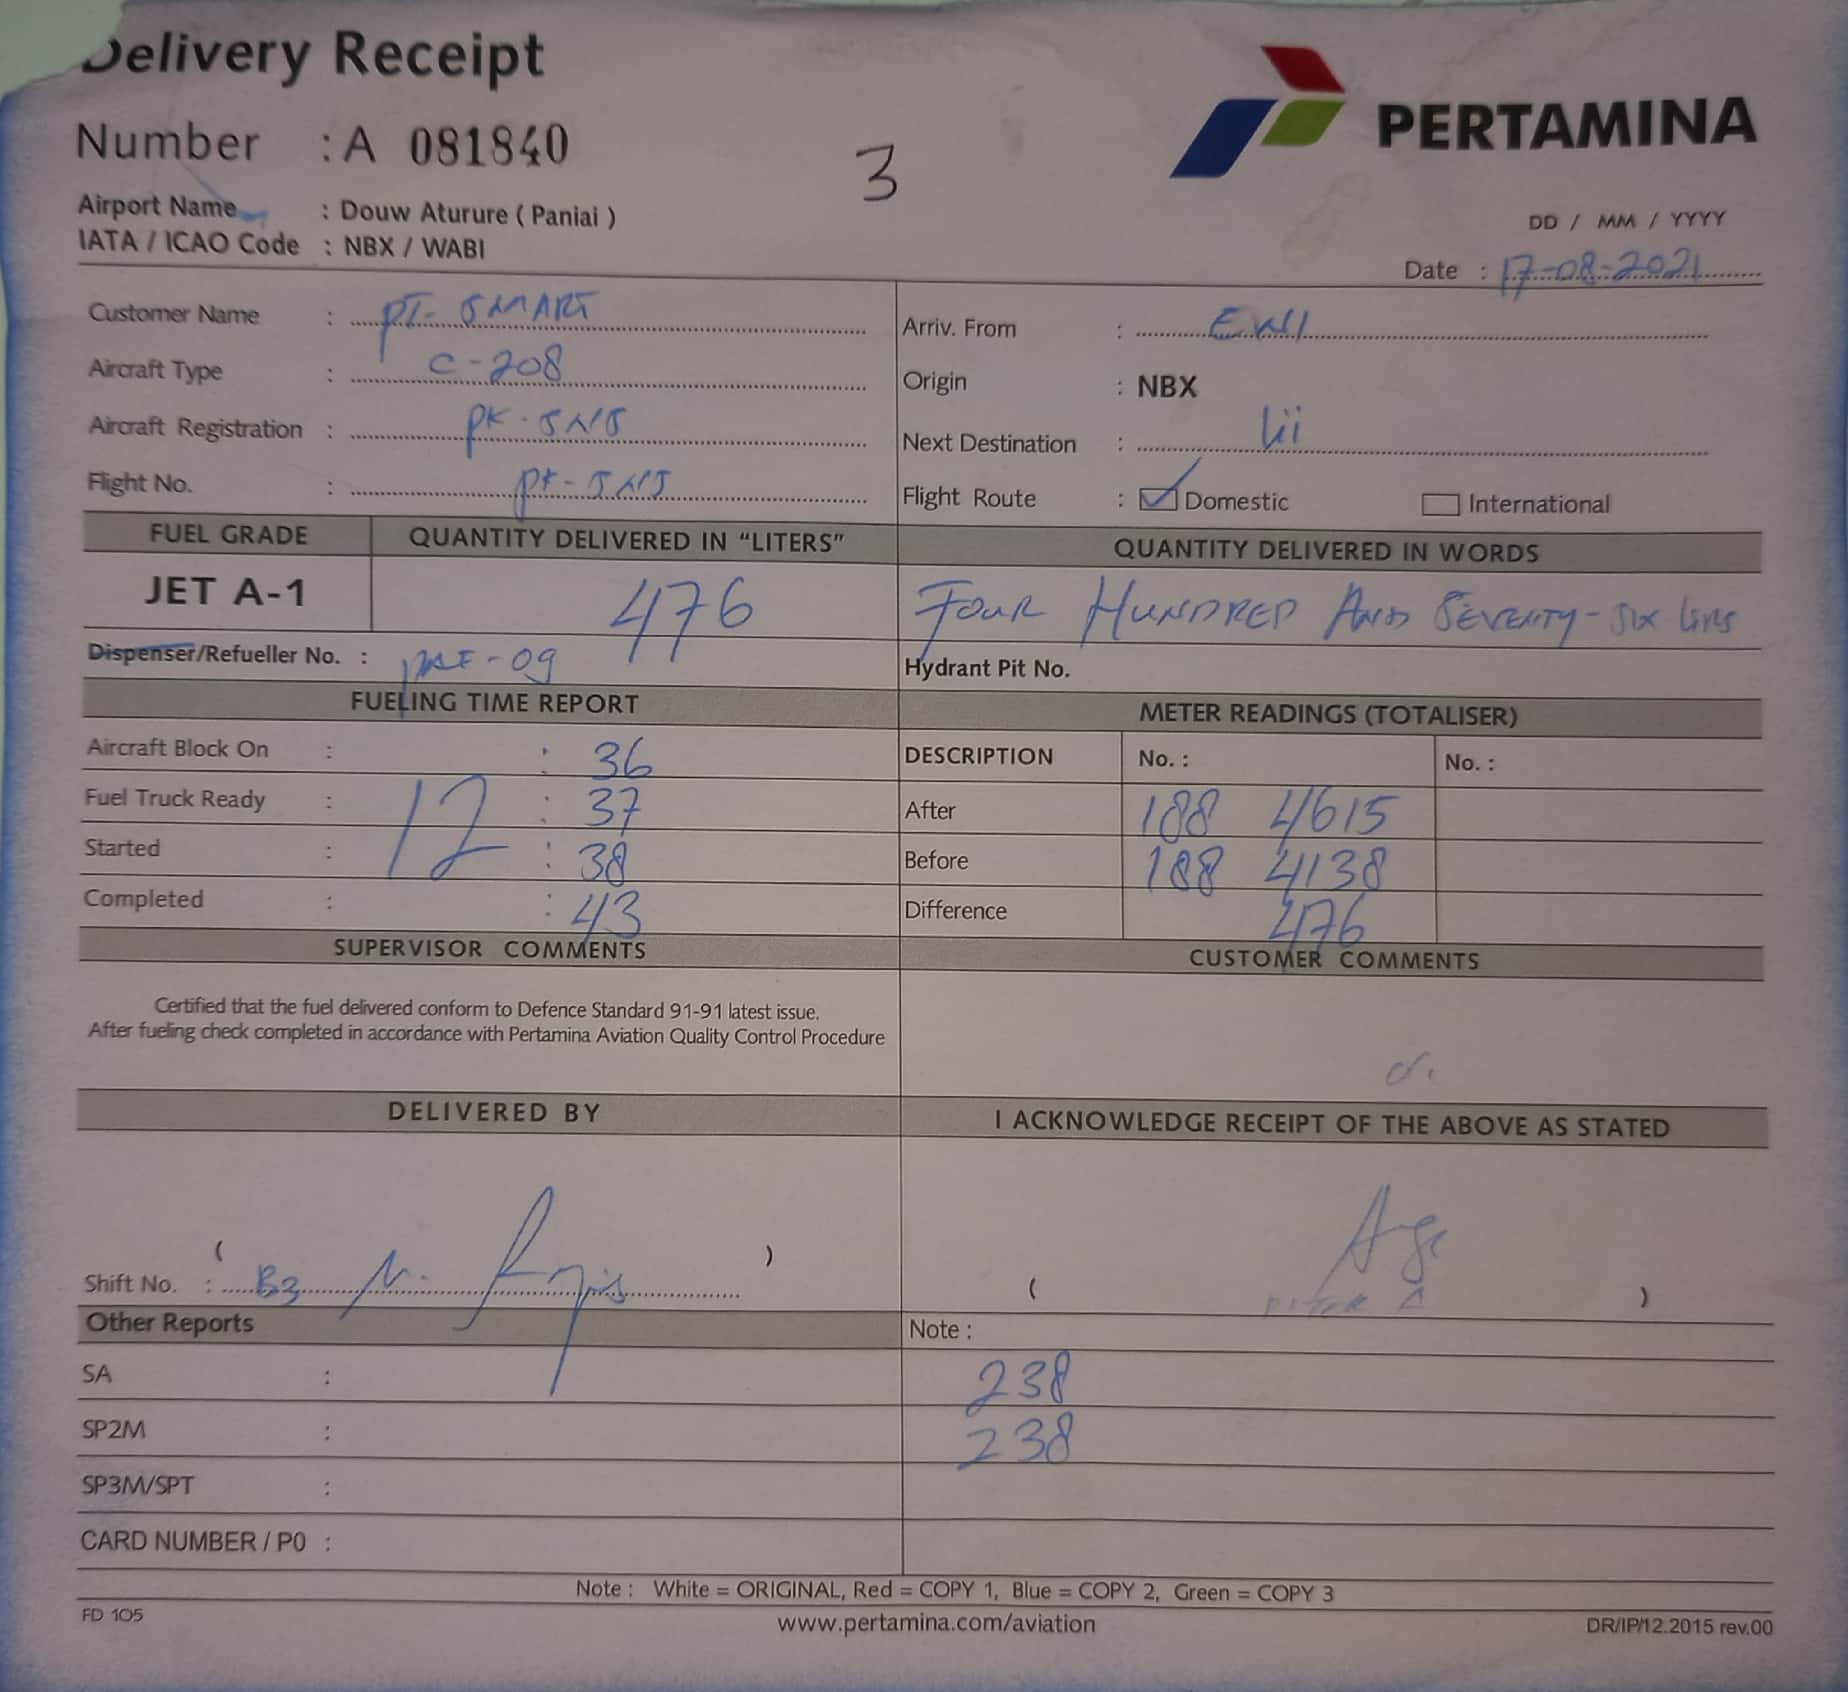 Delivery Receipt
Number : A 081840
3
PERTAMINA
Airport Name : Douw Aturure ( Paniai )
IATA / ICAO Code : NBX / WABI
DD / MM / YYYY
Date : 17-08-2021
Customer Name : PT- SMART
Arriv. From : EWI
Aircraft Type : C-208
Origin : NBX
Aircraft Registration : PK-SNS
Next Destination :
Flight No. : PK-SNS
Flight Route : Domestic International
FUEL GRADE QUANTITY DELIVERED IN "LITERS" QUANTITY DELIVERED IN WORDS
JET A-1 476 FOUR HUNDRED AND SEVENTY-SIX
Dispenser/Refueller No. : -09
Hydrant Pit No.
FUELING TIME REPORT METER READINGS (TOTALISER)
Aircraft Block On : : 36
DESCRIPTION No. : No. :
Fuel Truck Ready : 12 : 37
After 188 4615
Started : : 38
Before 188 4138
Completed : : 43
Difference 476
SUPERVISOR COMMENTS CUSTOMER COMMENTS
Certified that the fuel delivered conform to Defence Standard 91-91 latest issue.
After fueling check completed in accordance with Pertamina Aviation Quality Control Procedure
DELIVERED BY I ACKNOWLEDGE RECEIPT OF THE ABOVE AS STATED
( )
Shift No. : B3
( )
Other Reports Note :
SA : 238
SP2M : 238
SP3M/SPT :
CARD NUMBER / P0 :
Note : White = ORIGINAL, Red = COPY 1, Blue = COPY 2, Green = COPY 3
FD 105 www.pertamina.com/aviation DR/IP/12.2015 rev.00